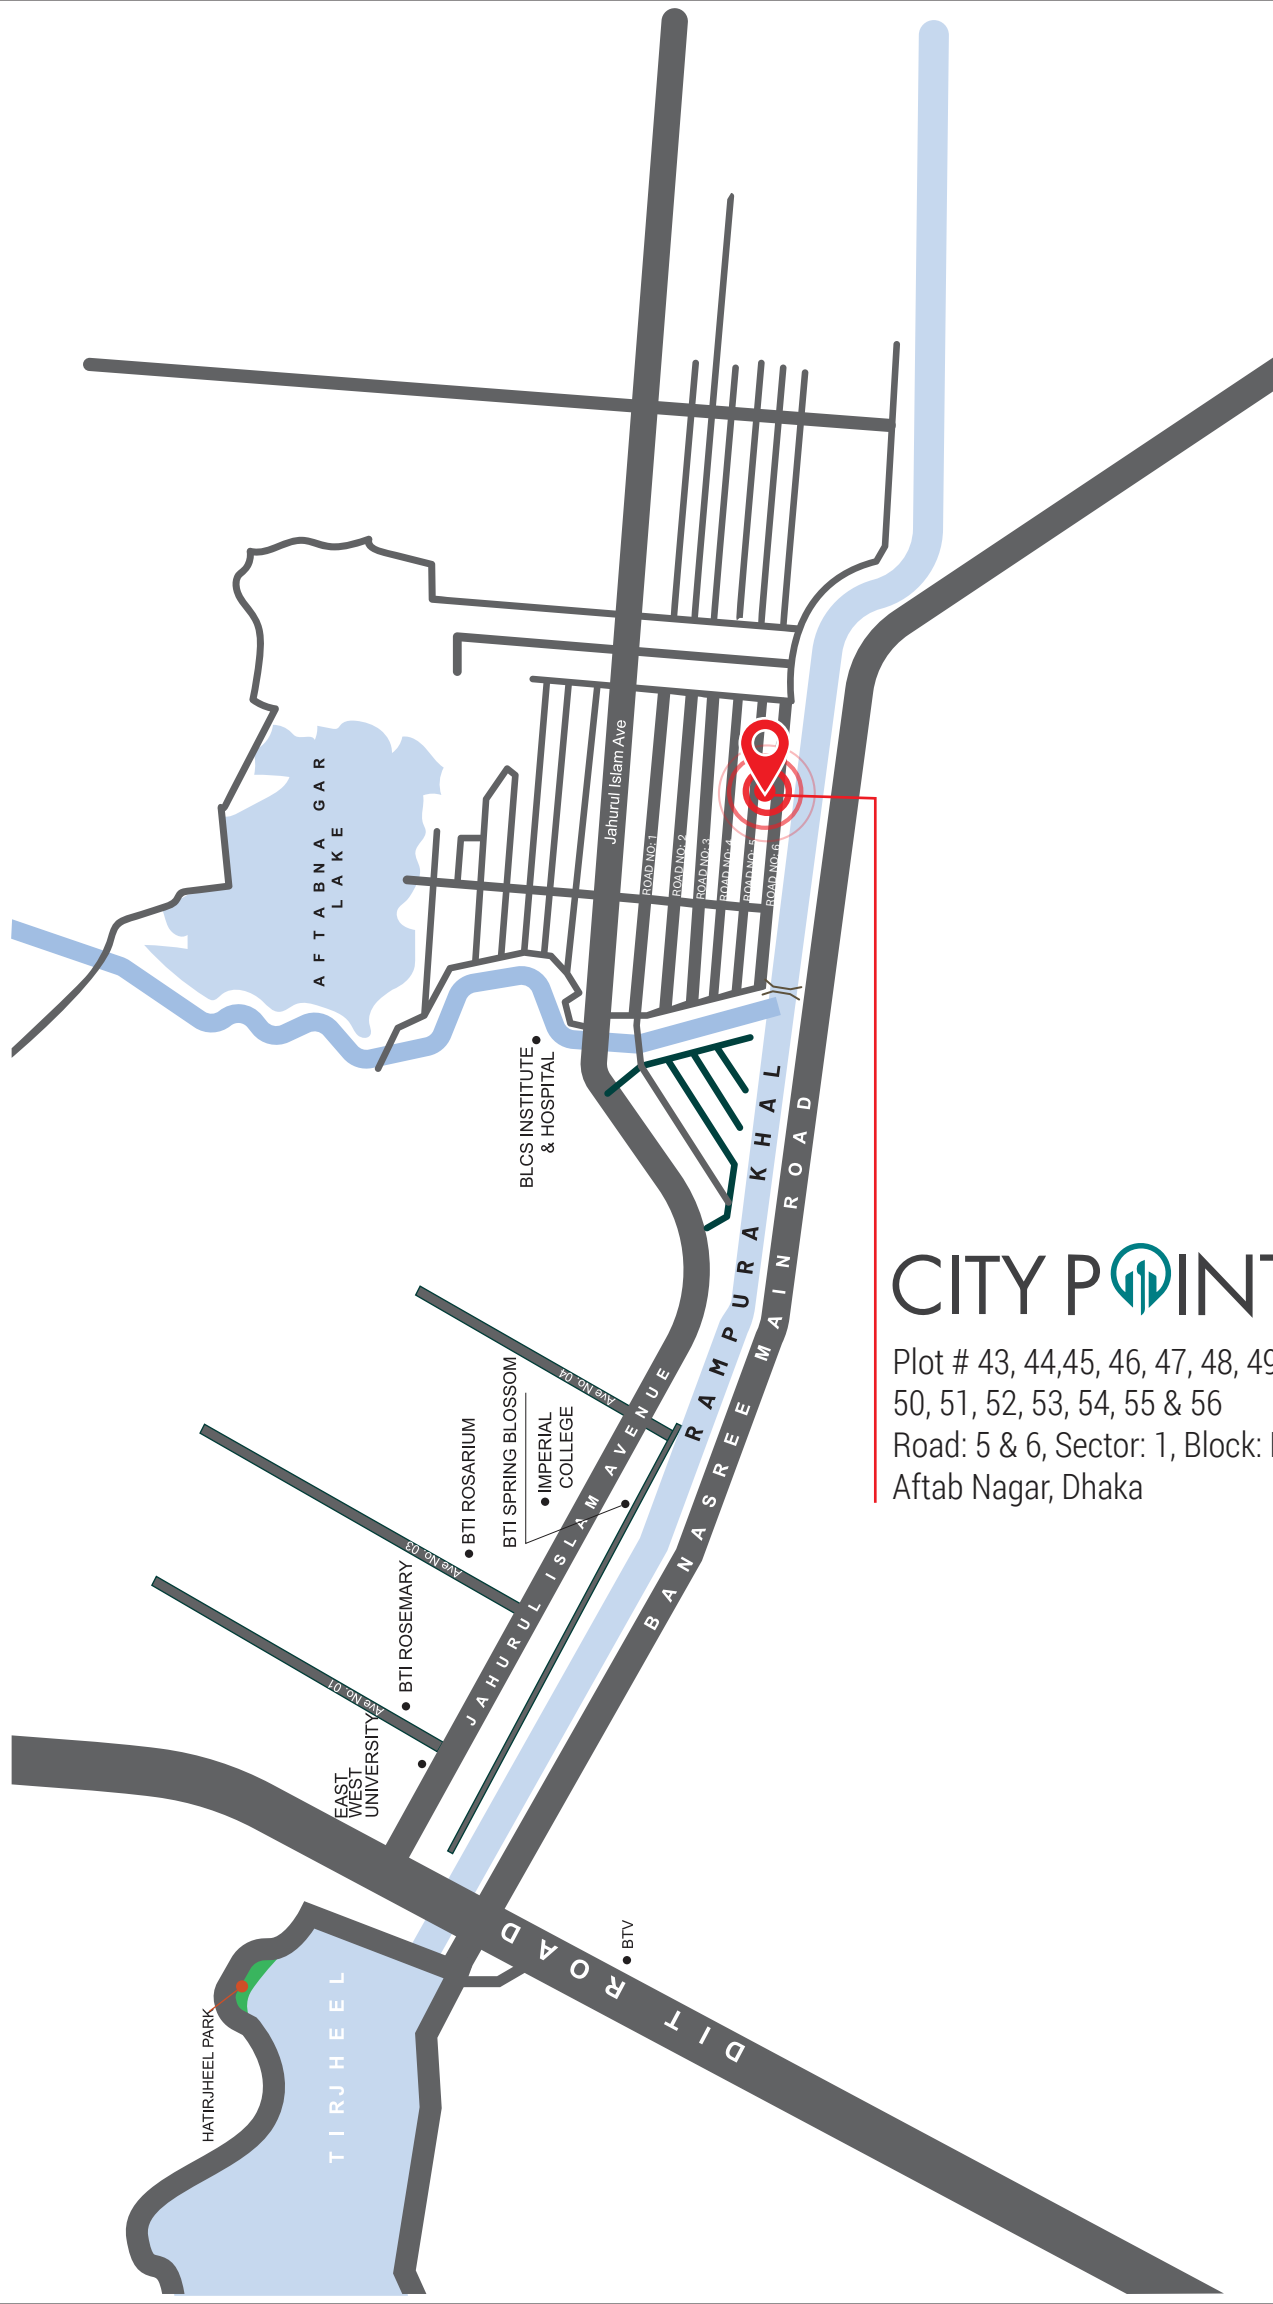 Jahurul Islam Ave
ROAD NO: 1
ROAD NO: 2
ROAD NO: 3
ROAD NO: 4
ROAD NO: 5
ROAD NO: 6
AFTABNA GAR
LAKE
BLCS INSTITUTE
& HOSPITAL
RAMPURA KHAL
BANASREE MAIN ROAD
CITY POINT
Plot # 43, 44,45, 46, 47, 48, 49
50, 51, 52, 53, 54, 55 & 56
Road: 5 & 6, Sector: 1, Block:
Aftab Nagar, Dhaka
Ave No. 04
BTI SPRING BLOSSOM
IMPERIAL
COLLEGE
BTI ROSARIUM
Ave No. 03
JAHURUL ISLAM AVENUE
BTI ROSEMARY
Ave No. 01
EAST
WEST
UNIVERSITY
DIT ROAD
BTV
HATIRJHEEL PARK
TIRJHEEL